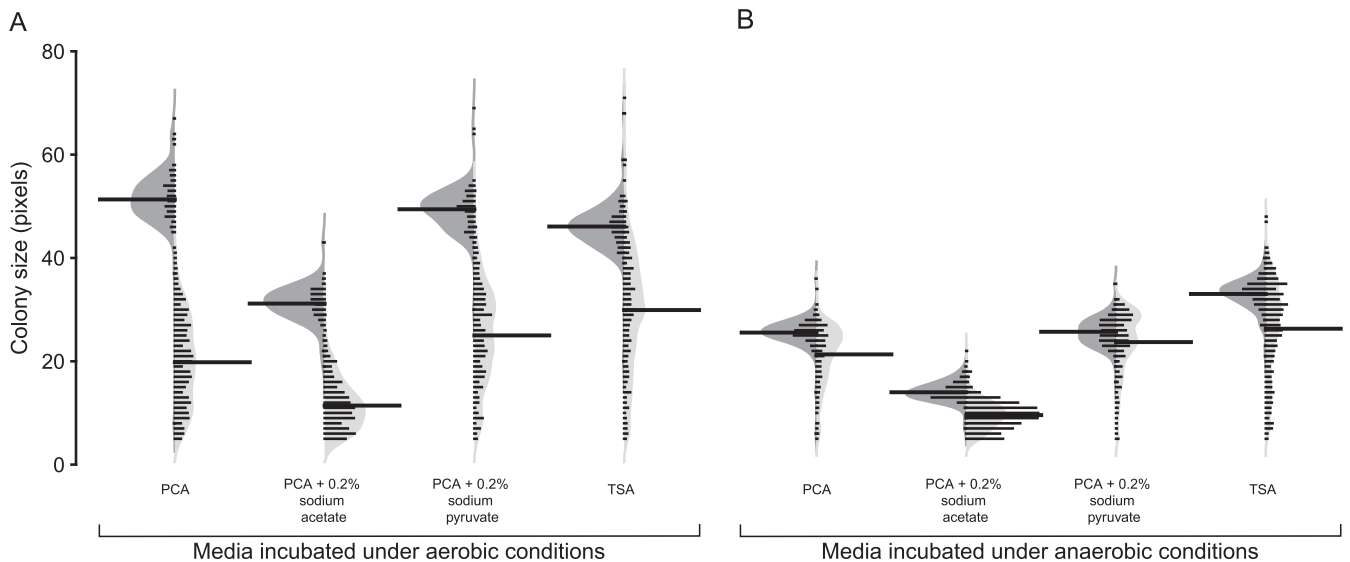 A
B
Colony size (pixels)
80
60
40
20
0
PCA
PCA + 0.2%
sodium
acetate
PCA + 0.2%
sodium
pyruvate
TSA
Media incubated under aerobic conditions
PCA
PCA + 0.2%
sodium
acetate
PCA + 0.2%
sodium
pyruvate
TSA
Media incubated under anaerobic conditions